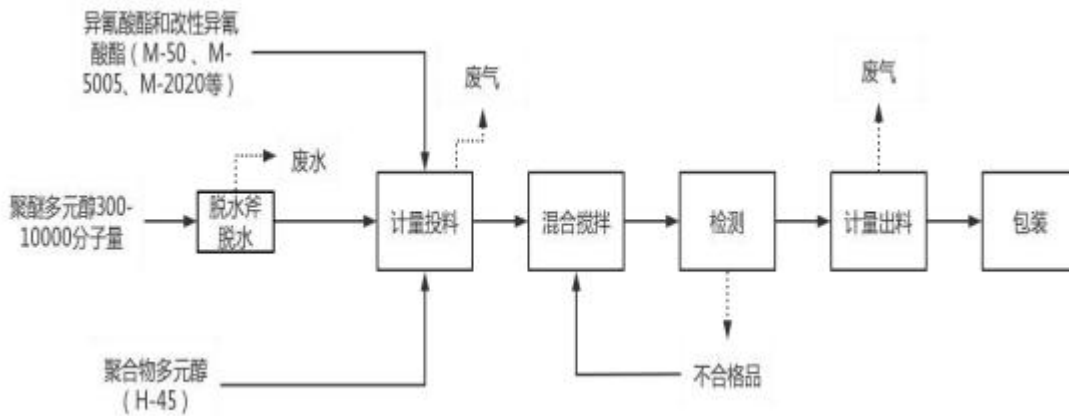 异氰酸酯和改性异氰
酸酯（M-50 、M-
5005、M-2020等）
废气
废气
废水
聚醚多元醇300-
10000分子量
脱水斧
脱水
计量投料
混合搅拌
检测
计量出料
包装
聚合物多元醇
（H-45）
不合格品